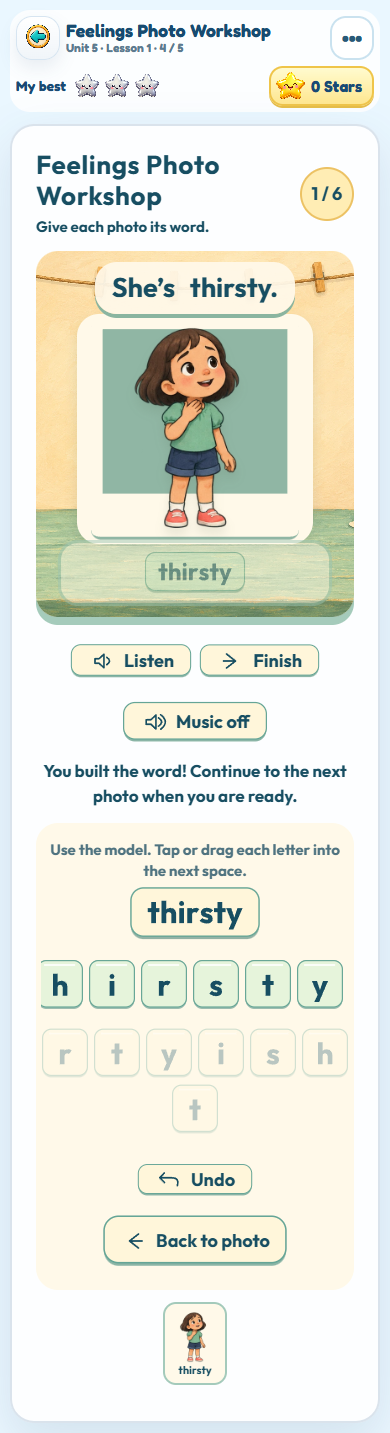 Feelings Photo Workshop
Unit 5 · Lesson 1 · 4 / 5
My best
0 Stars
Feelings Photo
Workshop
1 / 6
Give each photo its word.
She's thirsty.
thirsty
Listen
Finish
Music off
You built the word! Continue to the next
photo when you are ready.
Use the model. Tap or drag each letter into
the next space.
thirsty
h i r s t y
r t y i s h
t
Undo
Back to photo
thirsty